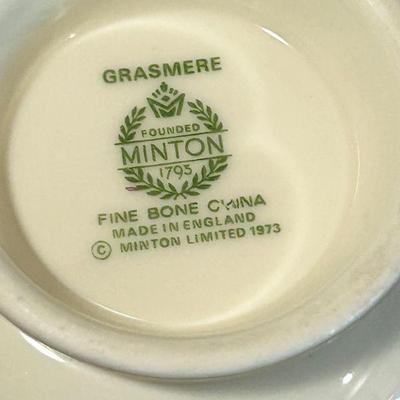 GRASMERE
FOUNDED
MINTON
1793
FINE BONE CHINA
MADE IN ENGLAND
© MINTON LIMITED 1973